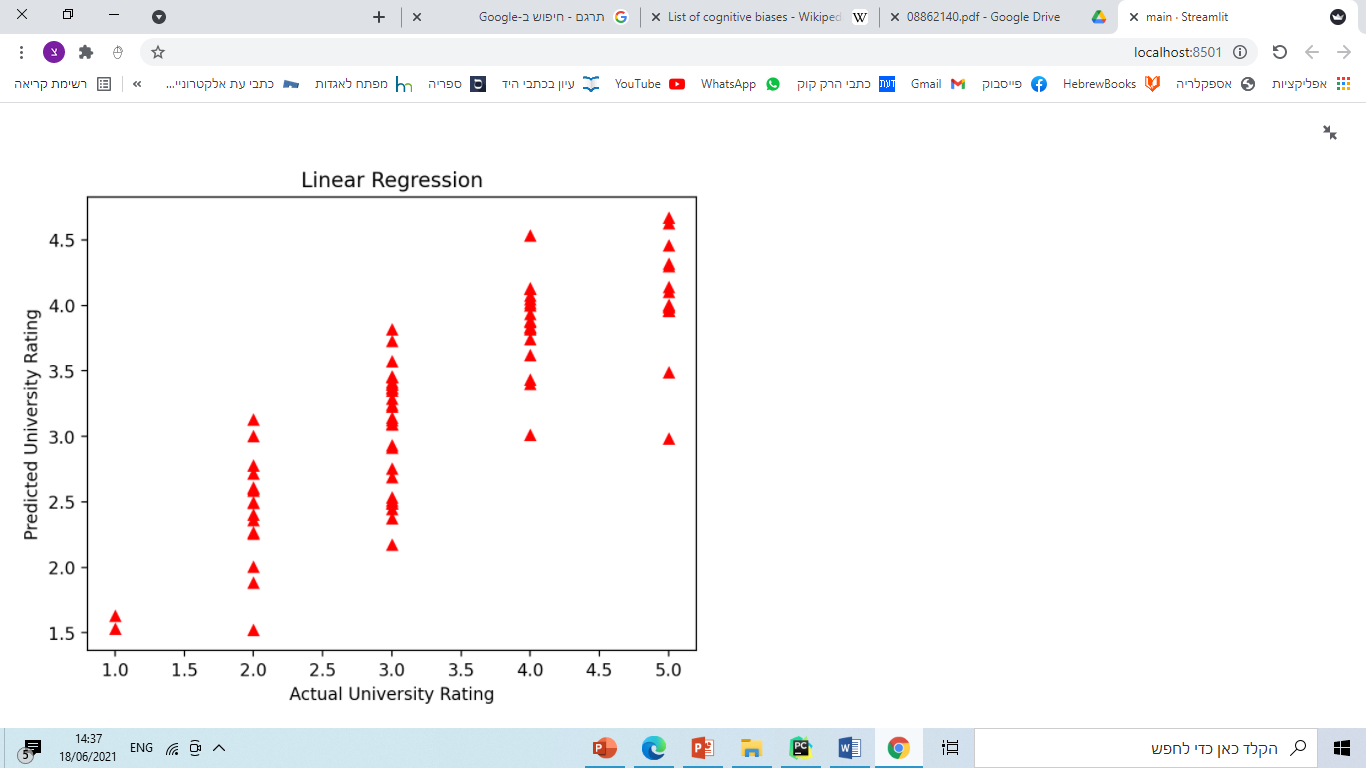 main · Streamlit
08862140.pdf - Google Drive
List of cognitive biases - Wikiped
תרגם - חיפוש ב-Google
localhost:8501
צ
אפליקציות
אספקלריה
HebrewBooks
פייסבוק
Gmail
דעת
כתבי הרק קוק
WhatsApp
YouTube
עיון בכתבי היד
ספריה
מפתח לאגדות
כתבי עת אלקטרוניי...
»
רשימת קריאה
Linear Regression
Predicted University Rating
4.5
4.0
3.5
3.0
2.5
2.0
1.5
1.0 1.5 2.0 2.5 3.0 3.5 4.0 4.5 5.0
Actual University Rating
הקלד כאן כדי לחפש
ENG
14:37
18/06/2021
5